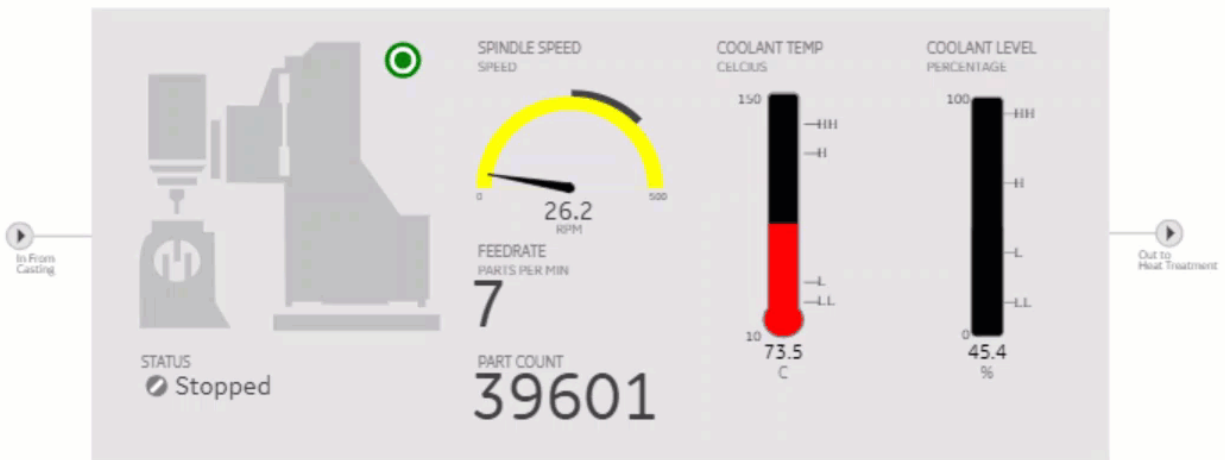 SPINDLE SPEED
SPEED
0
500
26.2
RPM
FEEDRATE
PARTS PER MIN
7
PART COUNT
39601
COOLANT TEMP
CELCIUS
150
HH
H
L
LL
10
73.5
C
COOLANT LEVEL
PERCENTAGE
100
HH
H
L
LL
0
45.4
%
In From
Casting
Out to
Heat Treatment
STATUS
Stopped